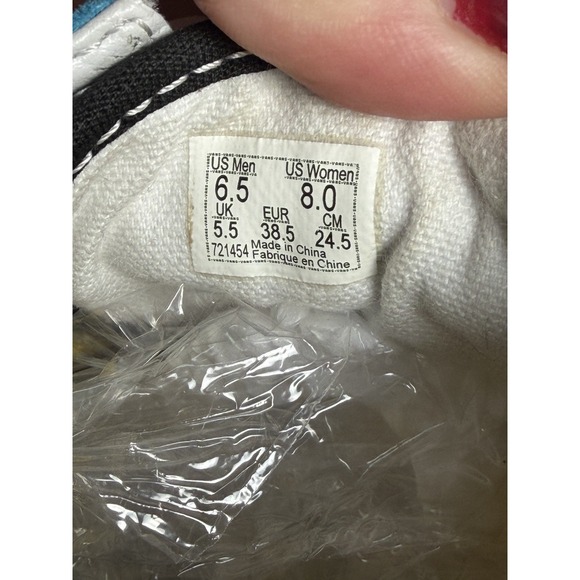 US Men US Women
6.5 8.0
UK EUR CM
5.5 38.5 24.5
Made in China
721454 Fabrique en Chine